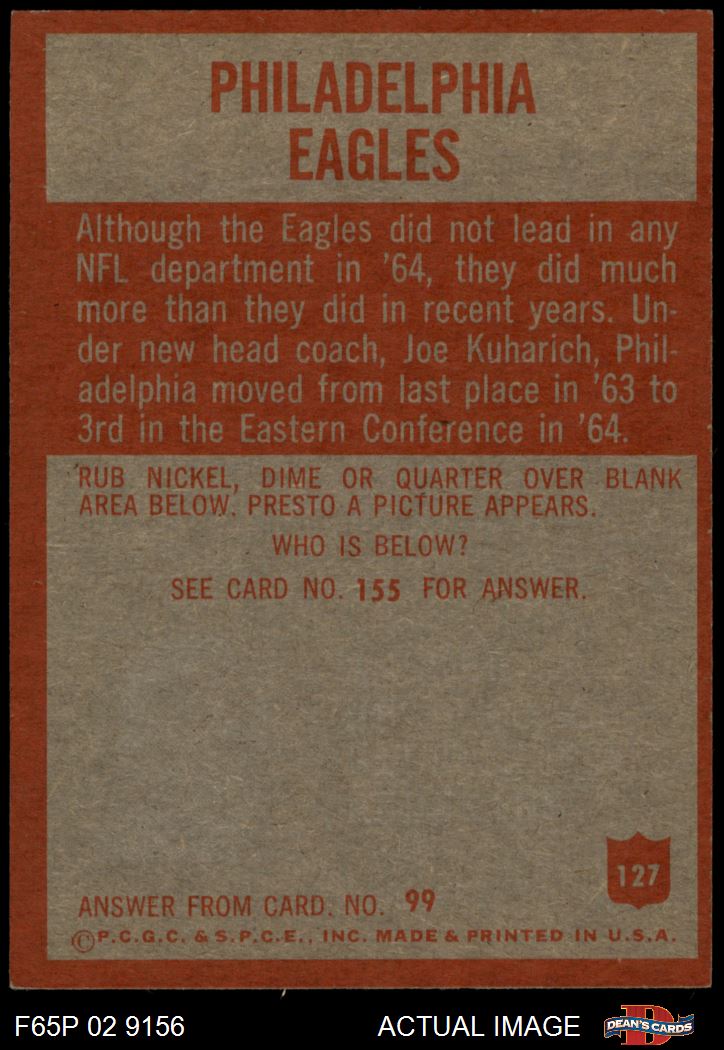 PHILADELPHIA
EAGLES
Although the Eagles did not lead in any
NFL department in '64, they did much
more than they did in recent years. Un-
der new head coach, Joe Kuharich, Phil-
adelphia moved from last place in '63 to
3rd in the Eastern Conference in '64.
RUB NICKEL, DIME OR QUARTER OVER BLANK
AREA BELOW. PRESTO A PICTURE APPEARS.
WHO IS BELOW?
SEE CARD NO. 155 FOR ANSWER.
127
ANSWER FROM CARD. NO. 99
©P.C.G.C. & S.P.C.E., INC. MADE & PRINTED IN U.S.A.
F65P 02 9156 ACTUAL IMAGE D DEAN'S CARDS